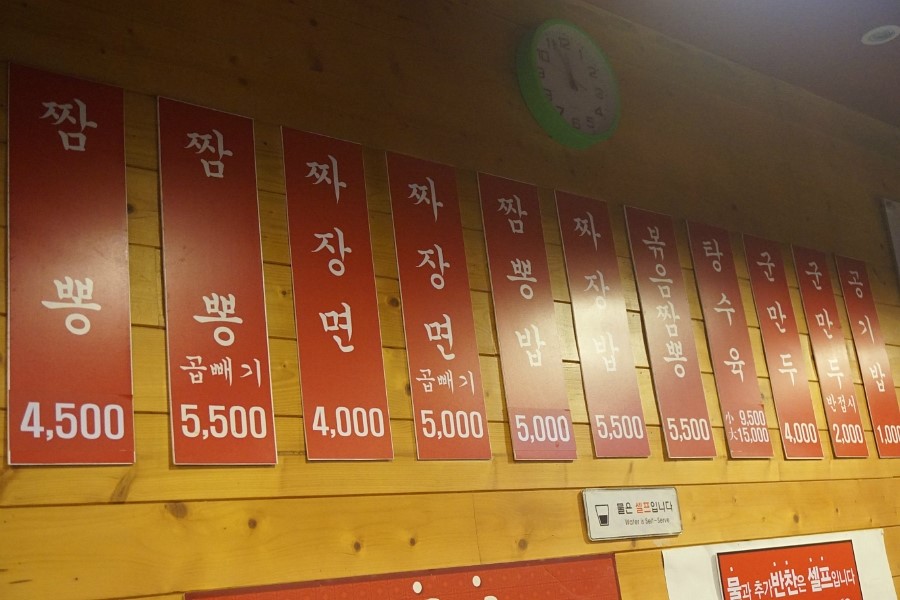 짬뽕
4,500
짬뽕
곱빼기
5,500
짜장면
4,000
짜장면
곱빼기
5,000
짬뽕밥
5,000
짜장밥
5,500
볶음짬뽕
5,500
탕수육
小 9,500
大 15,000
군만두
4,000
군만두
반접시
2,000
공기밥
1,000
물은 셀프입니다
Water is Self-Serve
물과 추가반찬은 셀프입니다